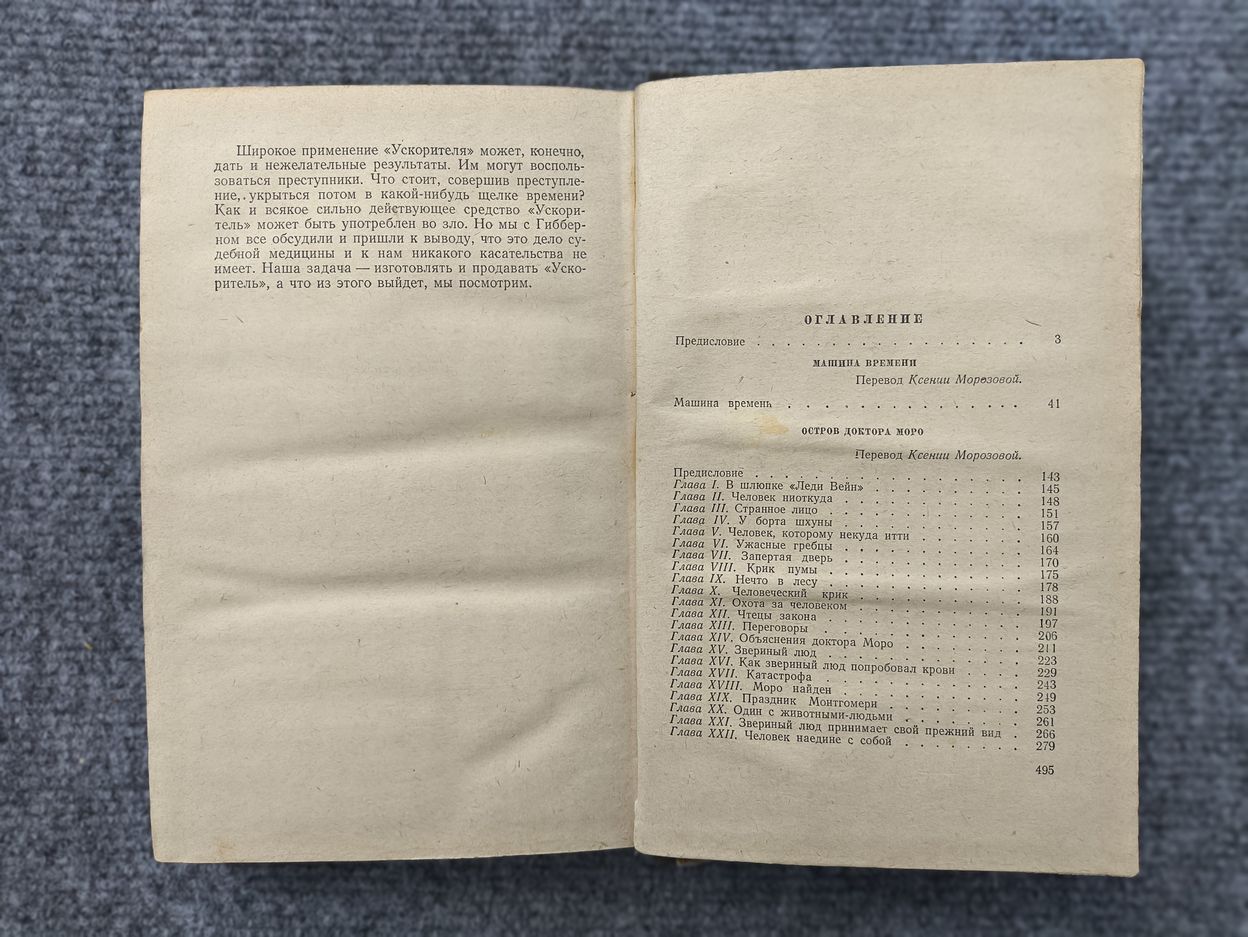 Широкое применение «Ускорителя» может, конечно,
дать и нежелательные результаты. Им могут восполь-
зоваться преступники. Что стоит, совершив преступле-
ние,. укрыться потом в какой-нибудь щелке времени?
Как и всякое сильно действующее средство «Ускори-
тель» может быть употреблен во зло. Но мы с Гиббер-
ном все обсудили и пришли к выводу, что это дело су-
дебной медицины и к нам никакого касательства не
имеет. Наша задача — изготовлять и продавать «Уско-
ритель», а что из этого выйдет, мы посмотрим.
ОГЛАВЛЕНИЕ
Предисловие . . . . . . . . . . . . . . . . . 3
МАШИНА ВРЕМЕНИ
Перевод Ксении Морозовой.
Машина времени . . . . . . . . . . . . . . . 41
ОСТРОВ ДОКТОРА МОРО
Перевод Ксении Морозовой.
Предисловие . . . . . . . . . . . . . . . . . 143
Глава I. В шлюпке «Леди Вейн» . . . . . . . . . . 145
Глава II. Человек ниоткуда . . . . . . . . . . . . 148
Глава III. Странное лицо . . . . . . . . . . . . 151
Глава IV. У борта шхуны . . . . . . . . . . . . 157
Глава V. Человек, которому некуда итти . . . . . . . 160
Глава VI. Ужасные гребцы . . . . . . . . . . . . 164
Глава VII. Запертая дверь . . . . . . . . . . . . 170
Глава VIII. Крик пумы . . . . . . . . . . . . 175
Глава IX. Нечто в лесу . . . . . . . . . . . . 178
Глава X. Человеческий крик . . . . . . . . . . . 188
Глава XI. Охота за человеком . . . . . . . . . . . 191
Глава XII. Чтецы закона . . . . . . . . . . . . 197
Глава XIII. Переговоры . . . . . . . . . . . . 206
Глава XIV. Объяснения доктора Моро . . . . . . . . 211
Глава XV. Звериный люд . . . . . . . . . . . . 223
Глава XVI. Как звериный люд попробовал крови . . . . . 229
Глава XVII. Катастрофа . . . . . . . . . . . . 243
Глава XVIII. Моро найден . . . . . . . . . . . 249
Глава XIX. Праздник Монтгомери . . . . . . . . . 253
Глава XX. Один с животными-людьми . . . . . . . . 261
Глава XXI. Звериный люд принимает свой прежний вид . 266
Глава XXII. Человек наедине с собой . . . . . . . . 279
495